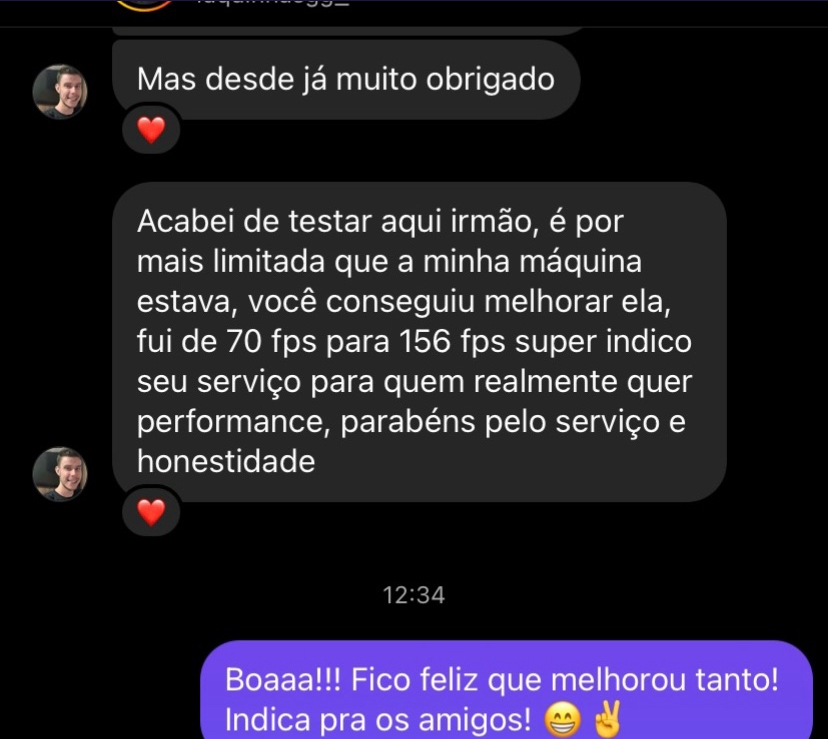 Mas desde já muito obrigado
Acabei de testar aqui irmão, é por
mais limitada que a minha máquina
estava, você conseguiu melhorar ela,
fui de 70 fps para 156 fps super indico
seu serviço para quem realmente quer
performance, parabéns pelo serviço e
honestidade
12:34
Boaaa!!! Fico feliz que melhorou tanto!
Indica pra os amigos! 😁✌️